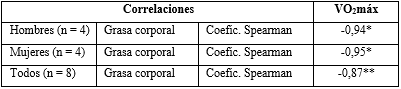 Correlaciones VO2máx
Hombres (n = 4) Grasa corporal Coefic. Spearman -0,94*
Mujeres (n = 4) Grasa corporal Coefic. Spearman -0,95*
Todos (n = 8) Grasa corporal Coefic. Spearman -0,87**